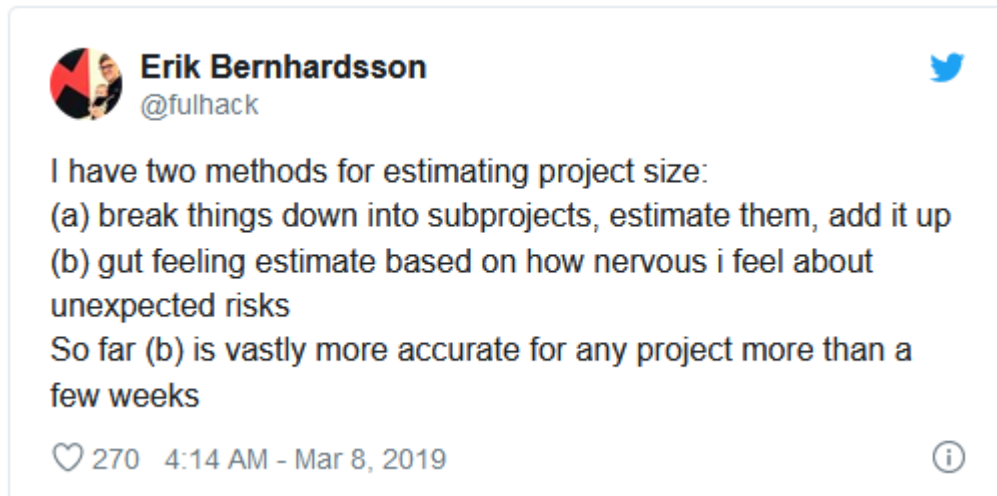 Erik Bernhardsson
@fulhack
I have two methods for estimating project size:
(a) break things down into subprojects, estimate them, add it up
(b) gut feeling estimate based on how nervous i feel about
unexpected risks
So far (b) is vastly more accurate for any project more than a
few weeks
270 4:14 AM - Mar 8, 2019